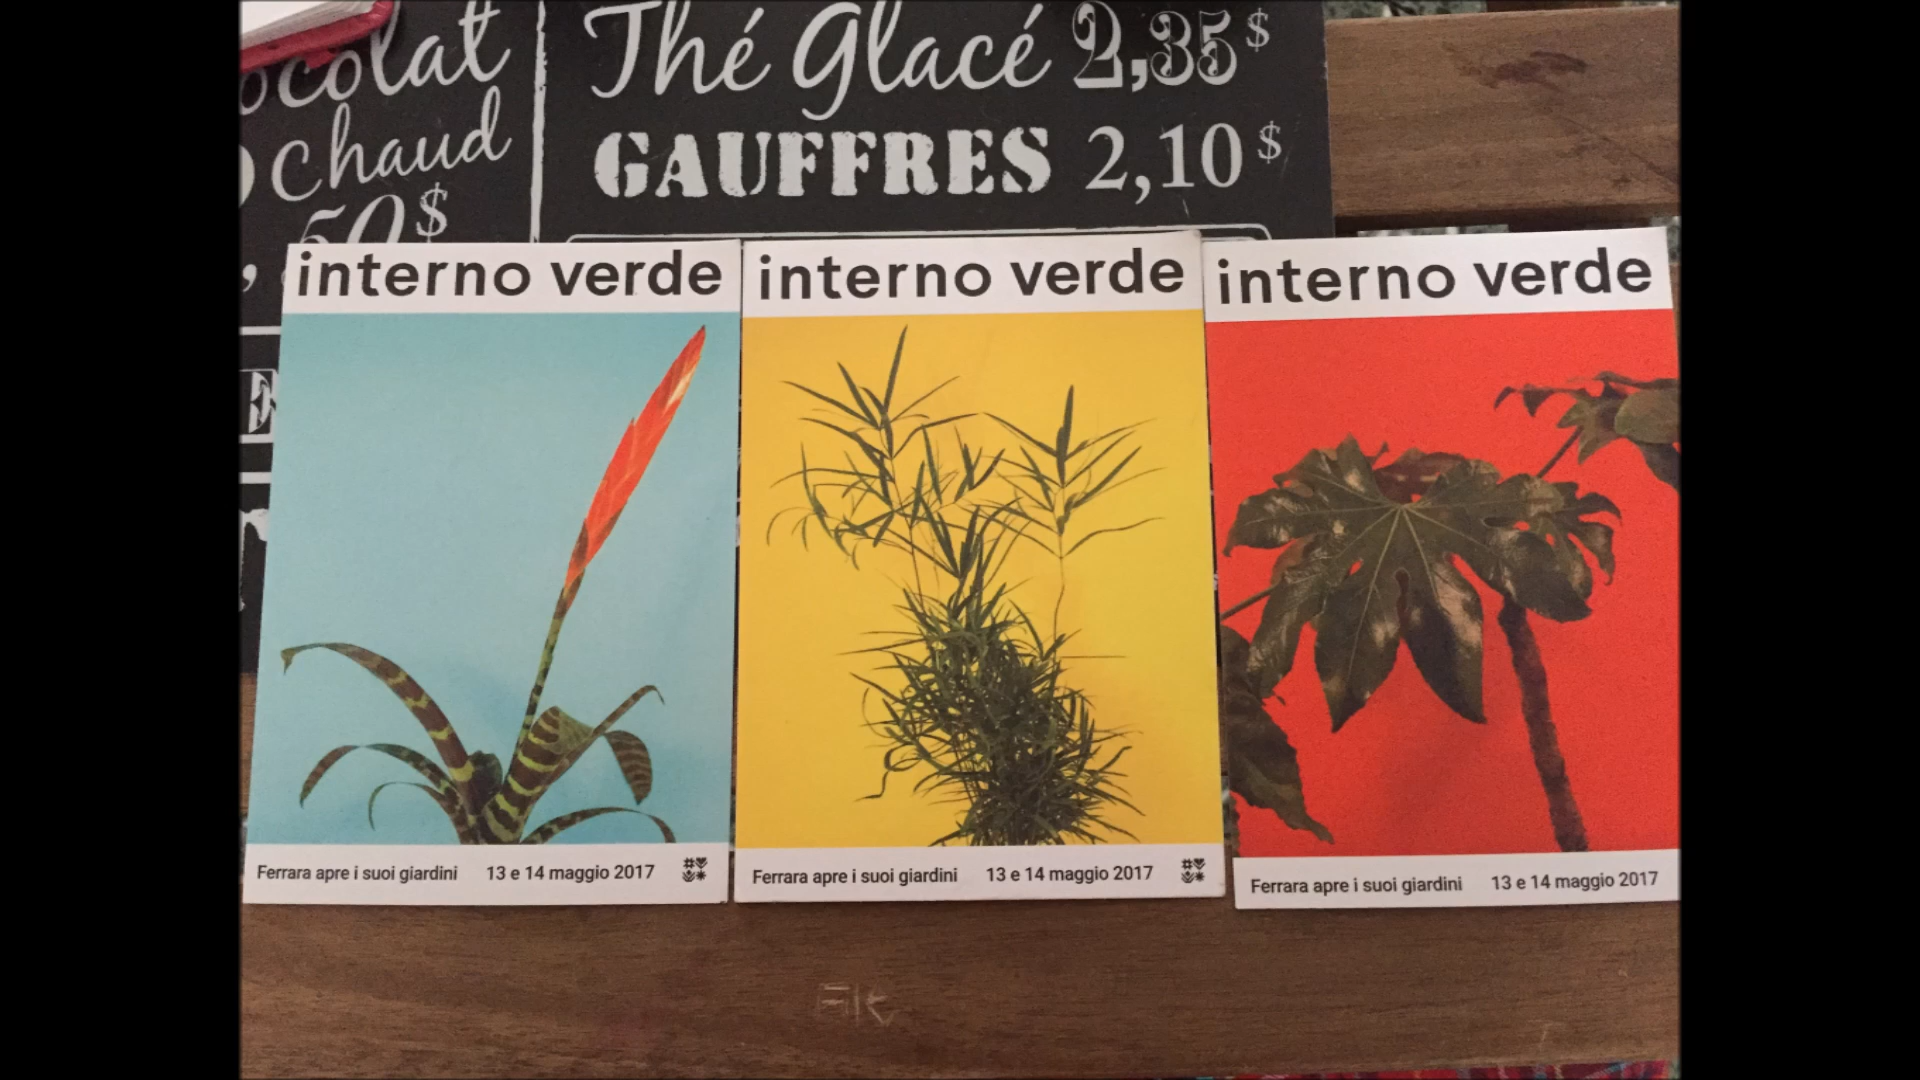 ocolat
Chaud
50$
Thé Glacé 2,35$
GAUFFRES 2,10$
interno verde
Ferrara apre i suoi giardini 13 e 14 maggio 2017
interno verde
Ferrara apre i suoi giardini 13 e 14 maggio 2017
interno verde
Ferrara apre i suoi giardini 13 e 14 maggio 2017